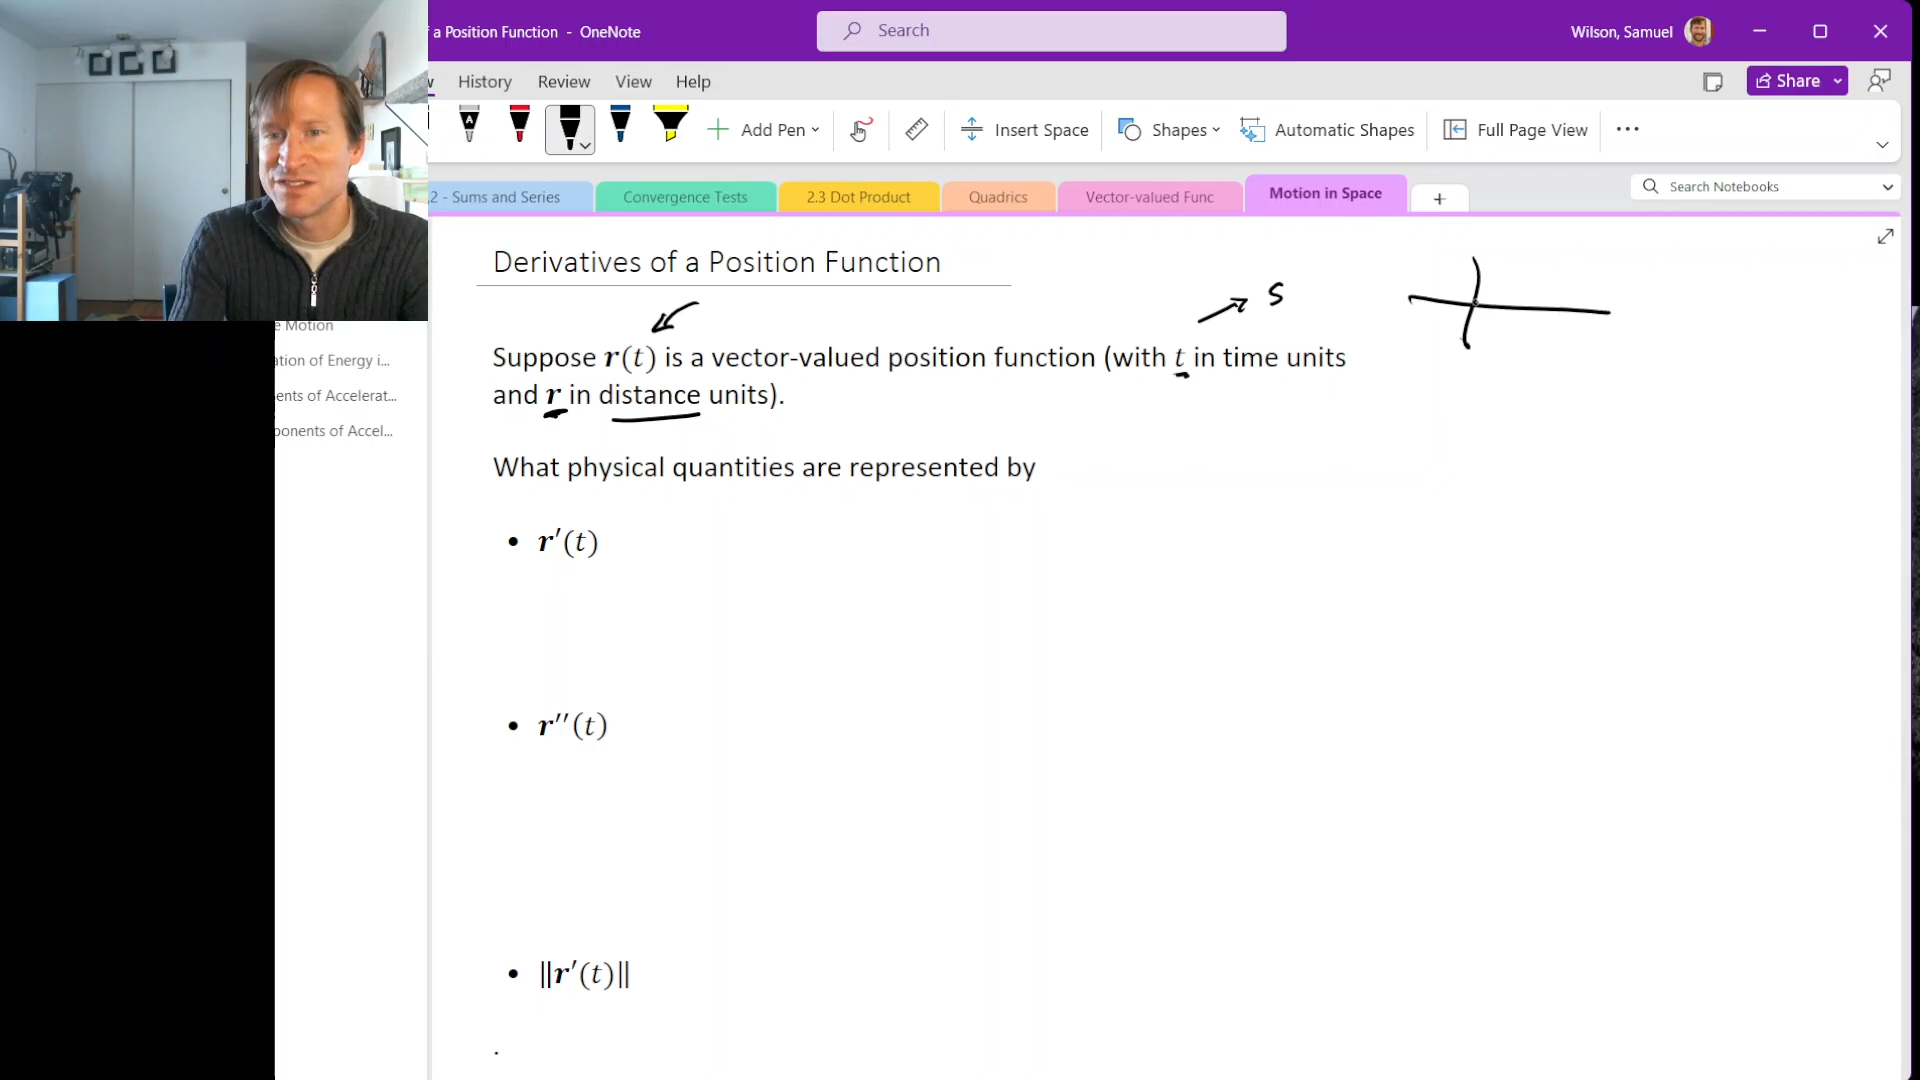 a Position Function - OneNote
Search
Wilson, Samuel
History
Review
View
Help
Share
A
Add Pen
Insert Space
Shapes
Automatic Shapes
Full Page View
2 - Sums and Series
Convergence Tests
2.3 Dot Product
Quadrics
Vector-valued Func
Motion in Space
+
Search Notebooks
Derivatives of a Position Function
s
Suppose r(t) is a vector-valued position function (with t in time units
and r in distance units).
What physical quantities are represented by
• r′(t)
• r″(t)
• ‖r′(t)‖
.
e Motion
ation of Energy i...
ents of Accelerat...
ponents of Accel...